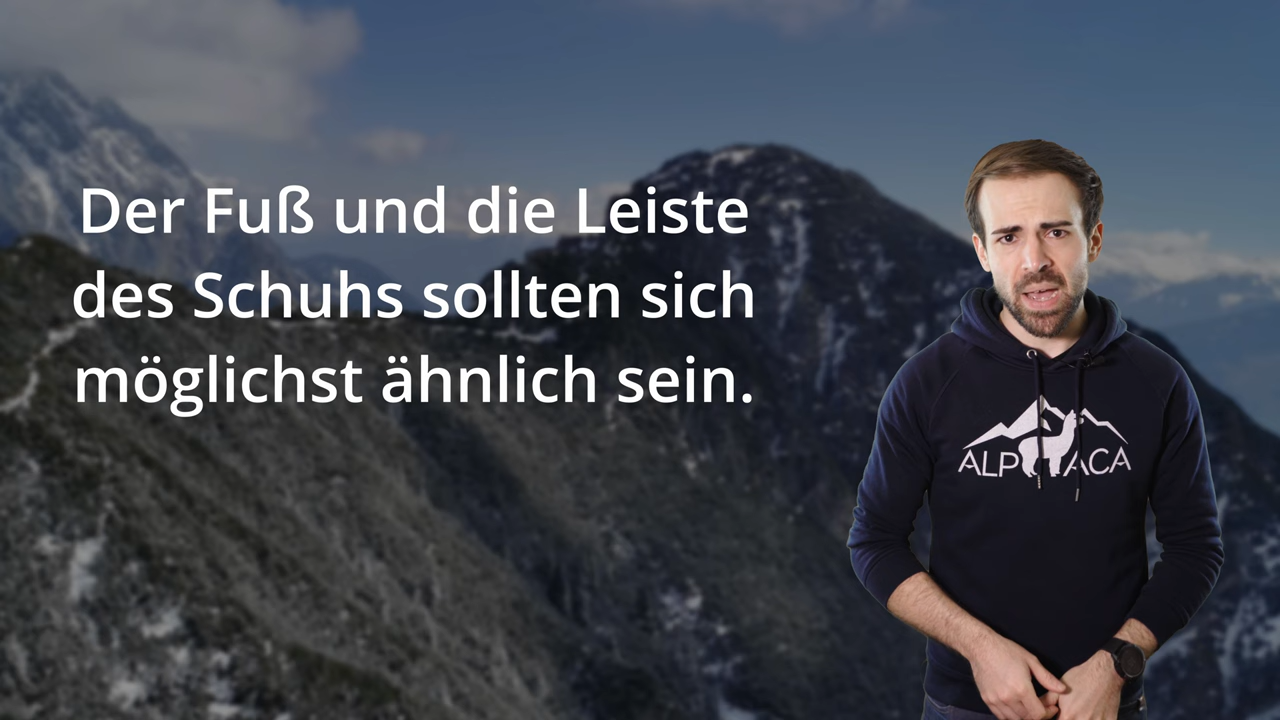 Der Fuß und die Leiste
des Schuhs sollten sich
möglichst ähnlich sein.
ALPACA